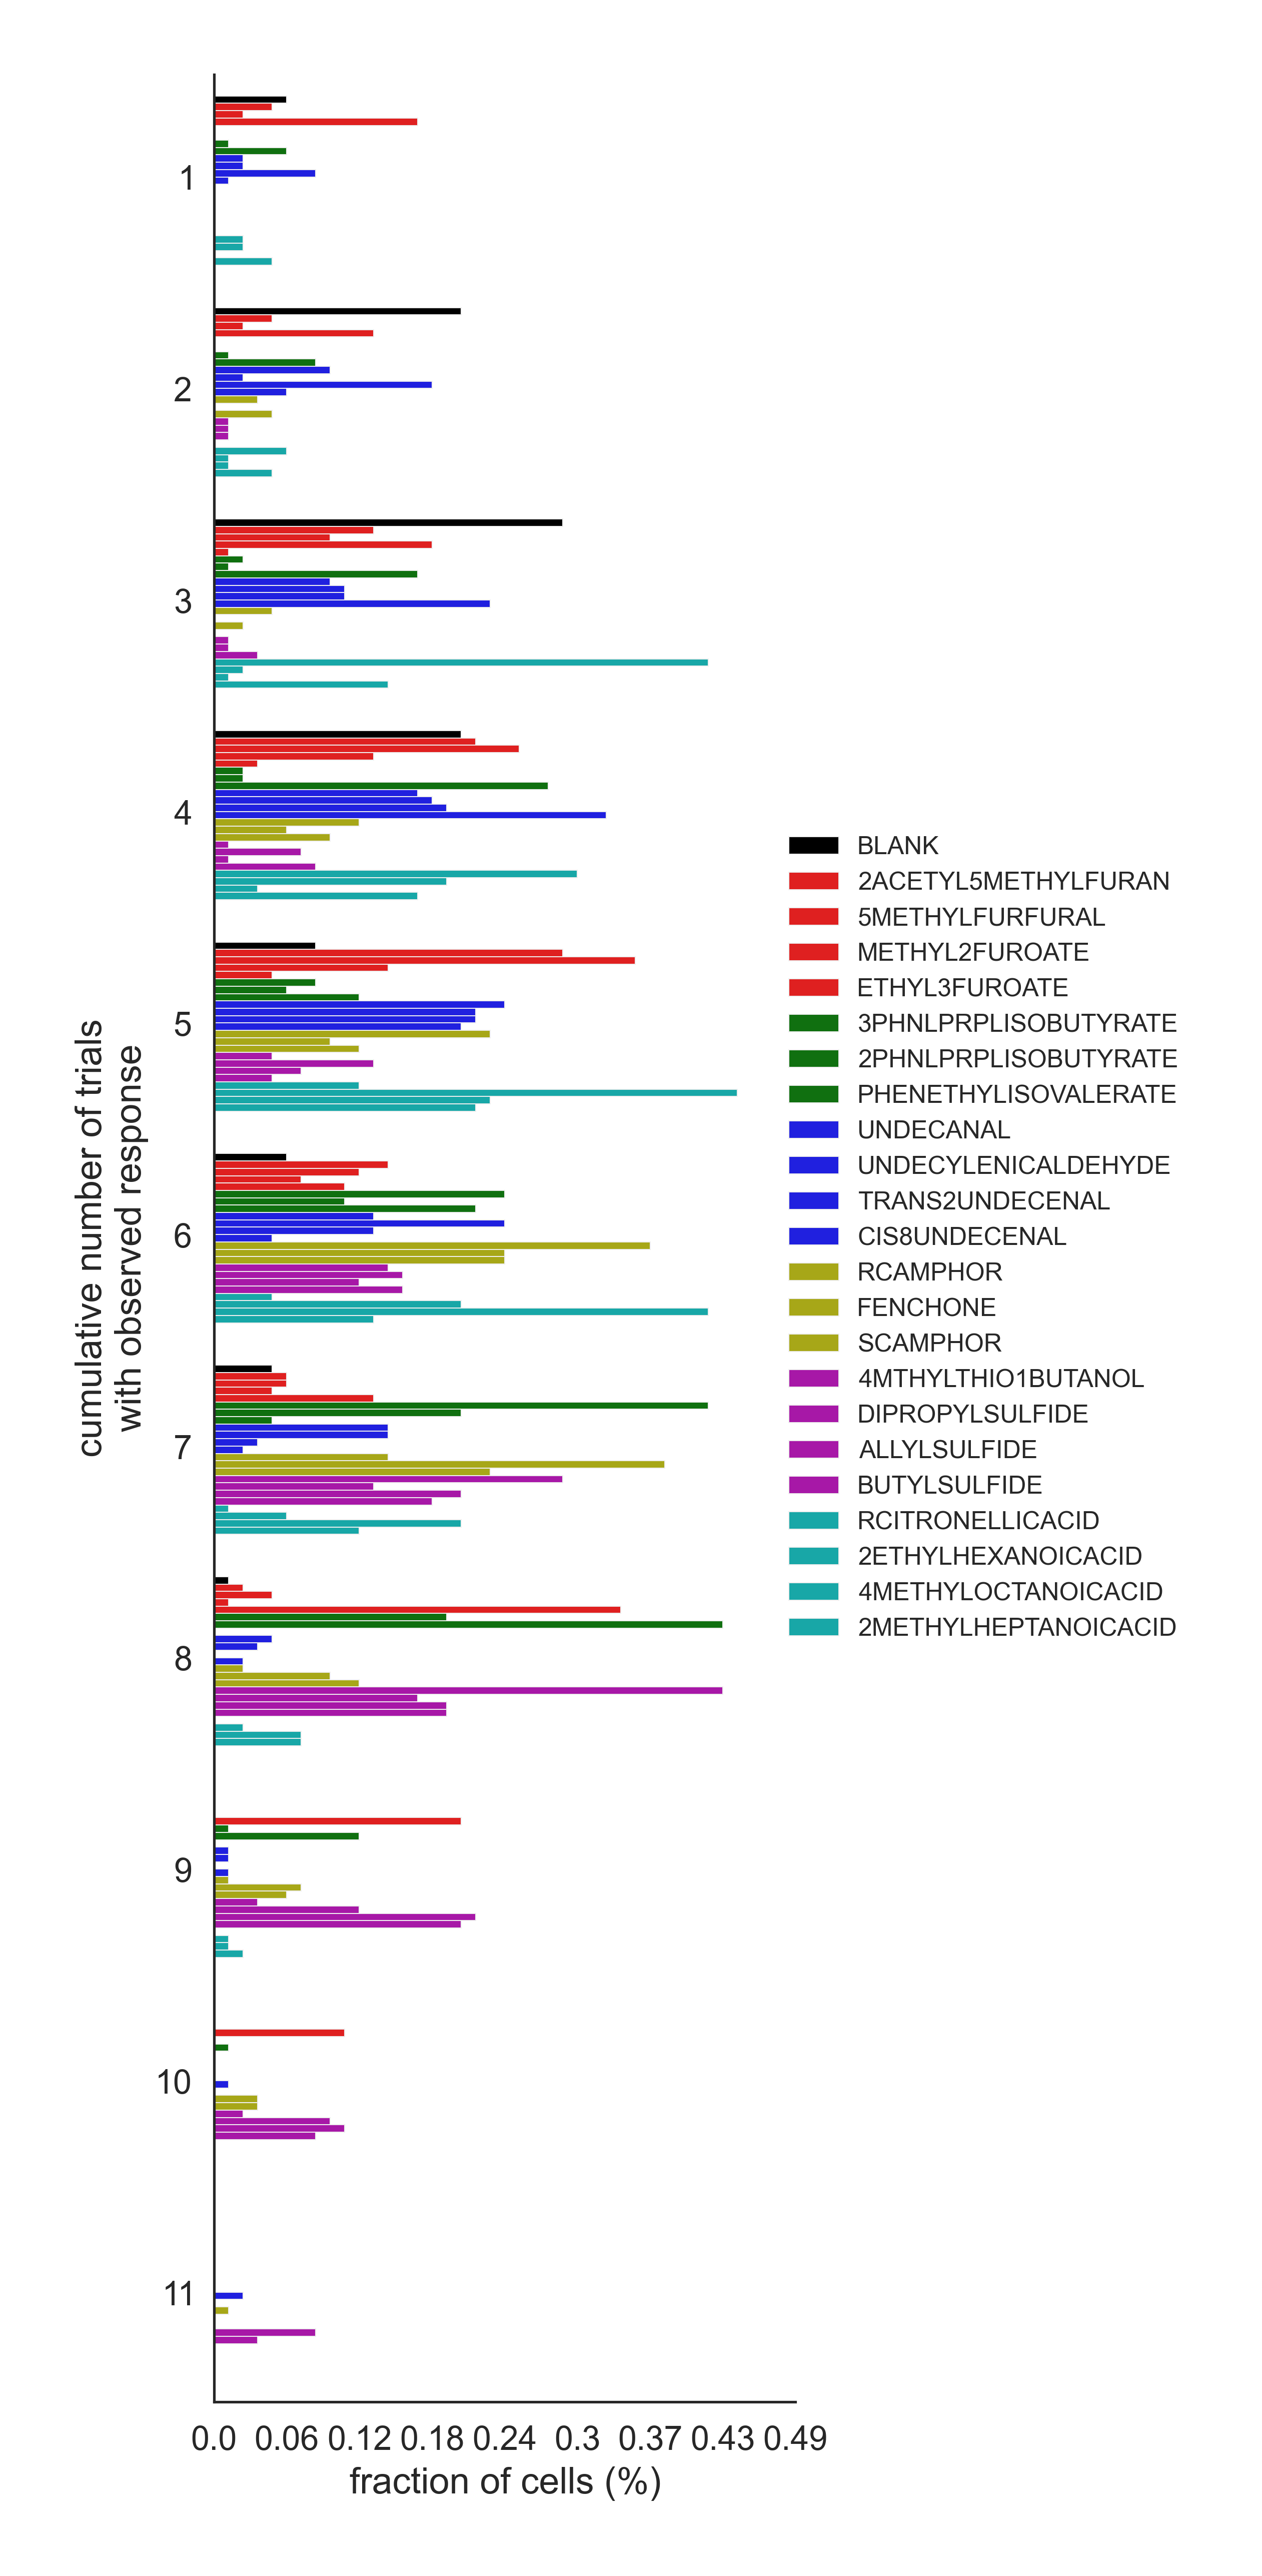 1
2
3
4
5
6
7
8
9
10
11
cumulative number of trials
with observed response
BLANK
2ACETYL5METHYLFURAN
5METHYLFURFURAL
METHYL2FUROATE
ETHYL3FUROATE
3PHNLPRPLISOBUTYRATE
2PHNLPRPLISOBUTYRATE
PHENETHYLISOVALERATE
UNDECANAL
UNDECYLENICALDEHYDE
TRANS2UNDECENAL
CIS8UNDECENAL
RCAMPHOR
FENCHONE
SCAMPHOR
4MTHYLTHIO1BUTANOL
DIPROPYLSULFIDE
ALLYLSULFIDE
BUTYLSULFIDE
RCITRONELLICACID
2ETHYLHEXANOICACID
4METHYLOCTANOICACID
2METHYLHEPTANOICACID
0.0 0.06 0.12 0.18 0.24 0.3 0.37 0.43 0.49
fraction of cells (%)